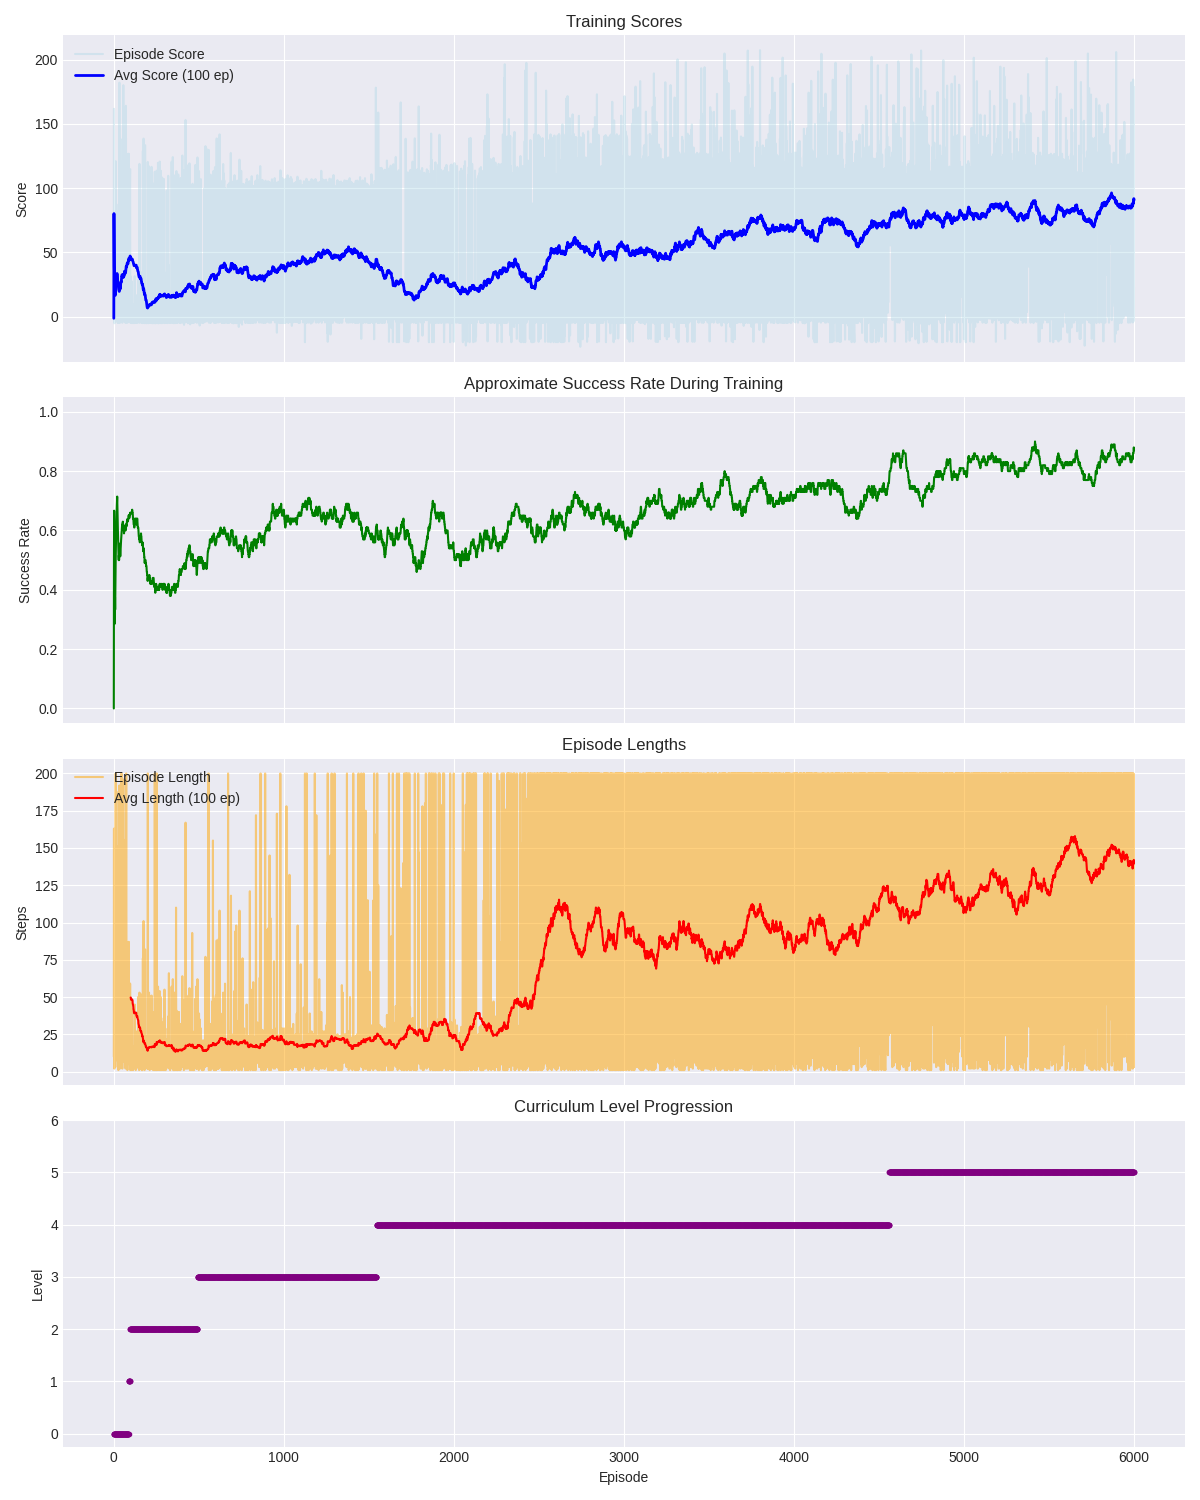 Training Scores
Episode Score
Avg Score (100 ep)
200
150
100
50
0
Score
Approximate Success Rate During Training
1.0
0.8
0.6
0.4
0.2
0.0
Success Rate
Episode Lengths
Episode Length
Avg Length (100 ep)
200
175
150
125
100
75
50
25
0
Steps
Curriculum Level Progression
6
5
4
3
2
1
0
Level
0 1000 2000 3000 4000 5000 6000
Episode